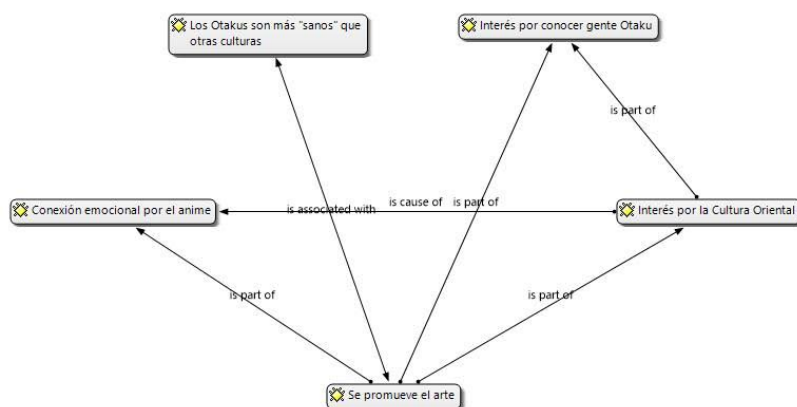 Los Otakus son más "sanos" que
otras culturas
Interés por conocer gente Otaku
is part of
Conexión emocional por el anime
is associated with
is cause of
is part of
Interés por la Cultura Oriental
is part of
is part of
Se promueve el arte